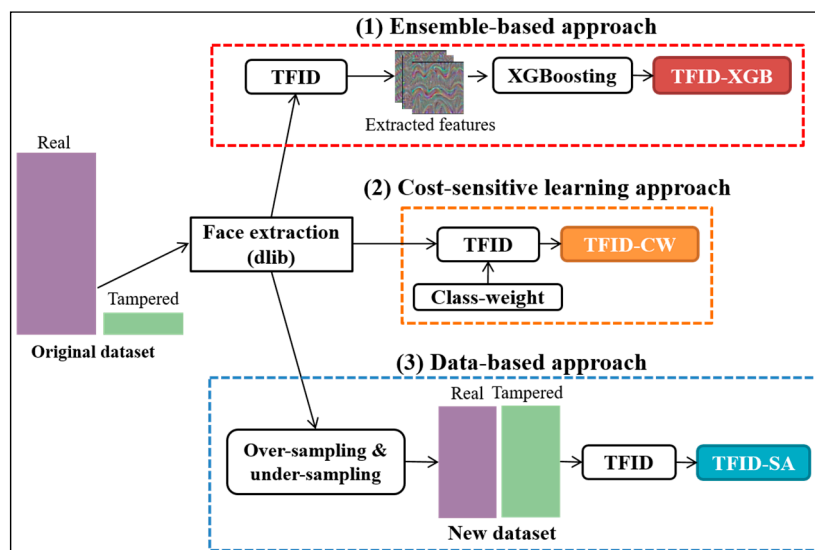 (1) Ensemble-based approach
TFID
Extracted features
XGBoosting
TFID-XGB
Real
Tampered
Original dataset
Face extraction
(dlib)
(2) Cost-sensitive learning approach
TFID
TFID-CW
Class-weight
(3) Data-based approach
Over-sampling &
under-sampling
Real
Tampered
New dataset
TFID
TFID-SA